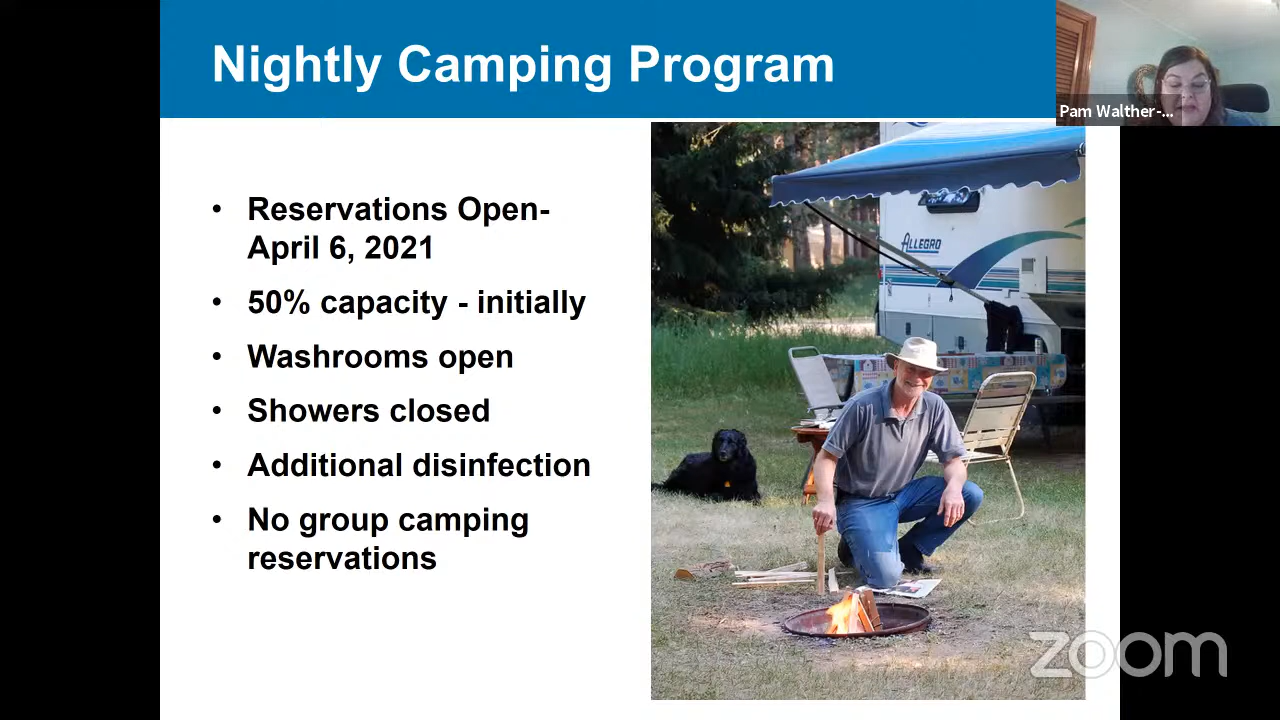 Nightly Camping Program
Pam Walther-...
• Reservations Open-
April 6, 2021
• 50% capacity - initially
• Washrooms open
• Showers closed
• Additional disinfection
• No group camping
reservations
ALLEGRO
zoom